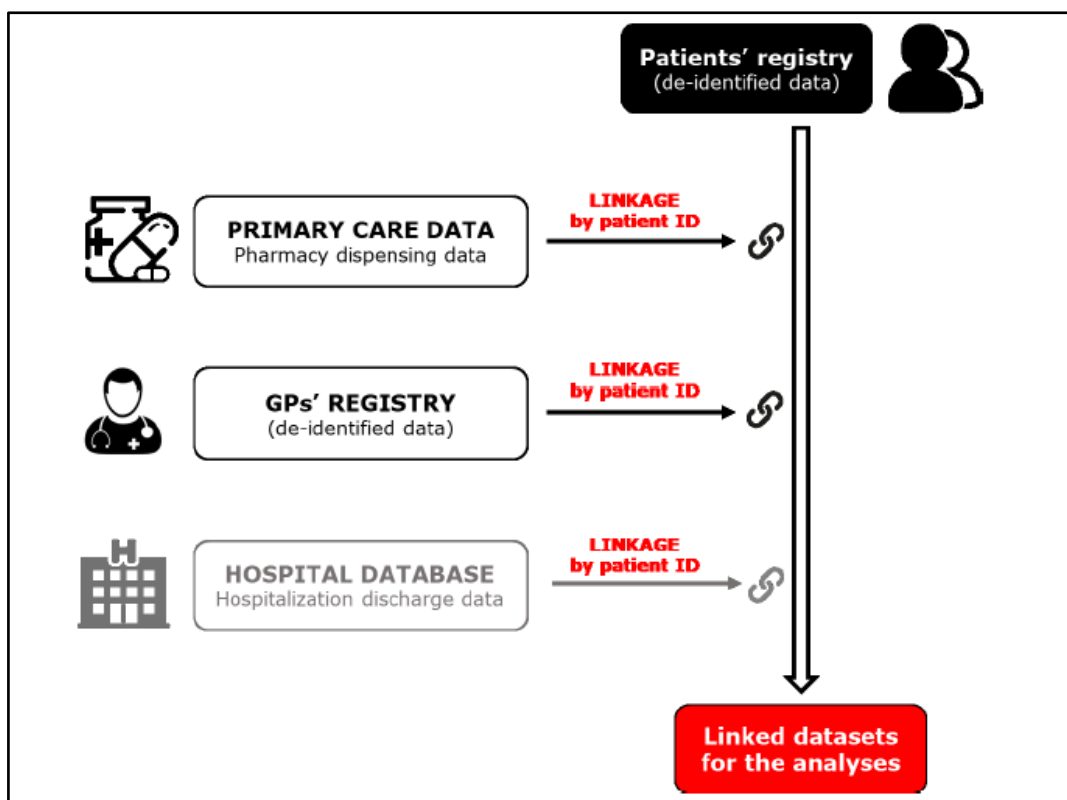 Patients’ registry
(de-identified data)
LINKAGE
by patient ID
PRIMARY CARE DATA
Pharmacy dispensing data
LINKAGE
by patient ID
GPs’ REGISTRY
(de-identified data)
LINKAGE
by patient ID
HOSPITAL DATABASE
Hospitalization discharge data
Linked datasets
for the analyses